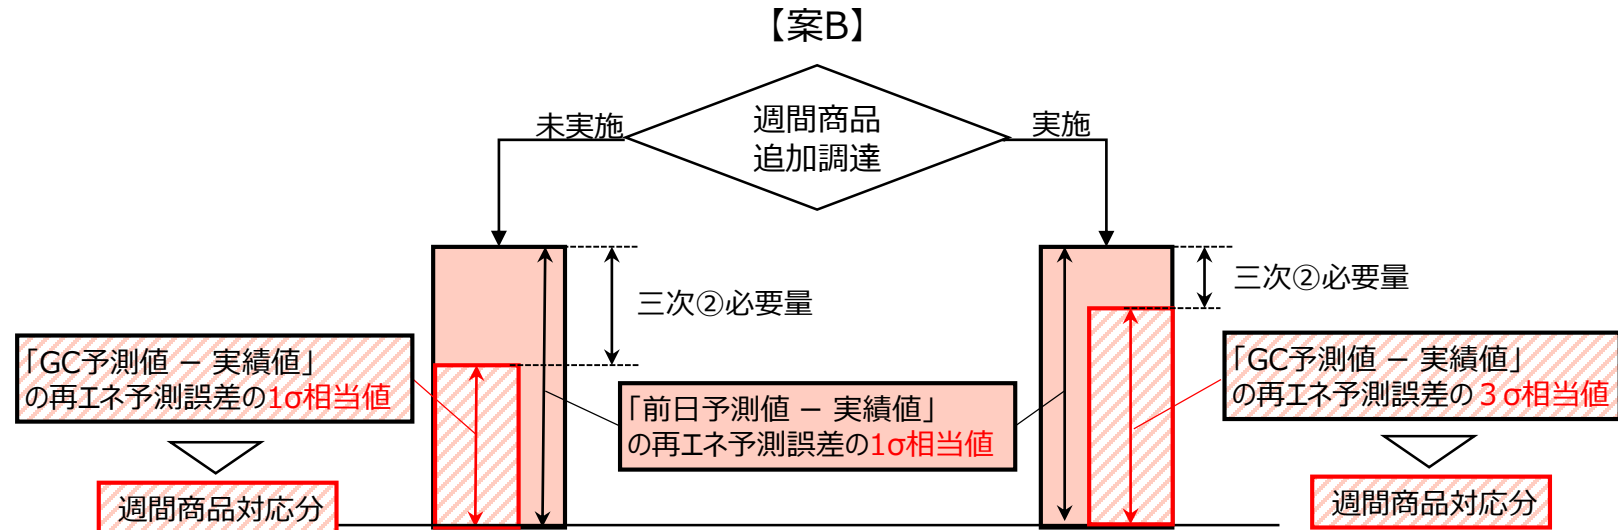 【案B】
週間商品
追加調達
未実施
実施
三次②必要量
三次②必要量
「GC予測値 － 実績値」
の再エネ予測誤差の1σ相当値
「前日予測値 － 実績値」
の再エネ予測誤差の1σ相当値
「GC予測値 － 実績値」
の再エネ予測誤差の３σ相当値
週間商品対応分
週間商品対応分